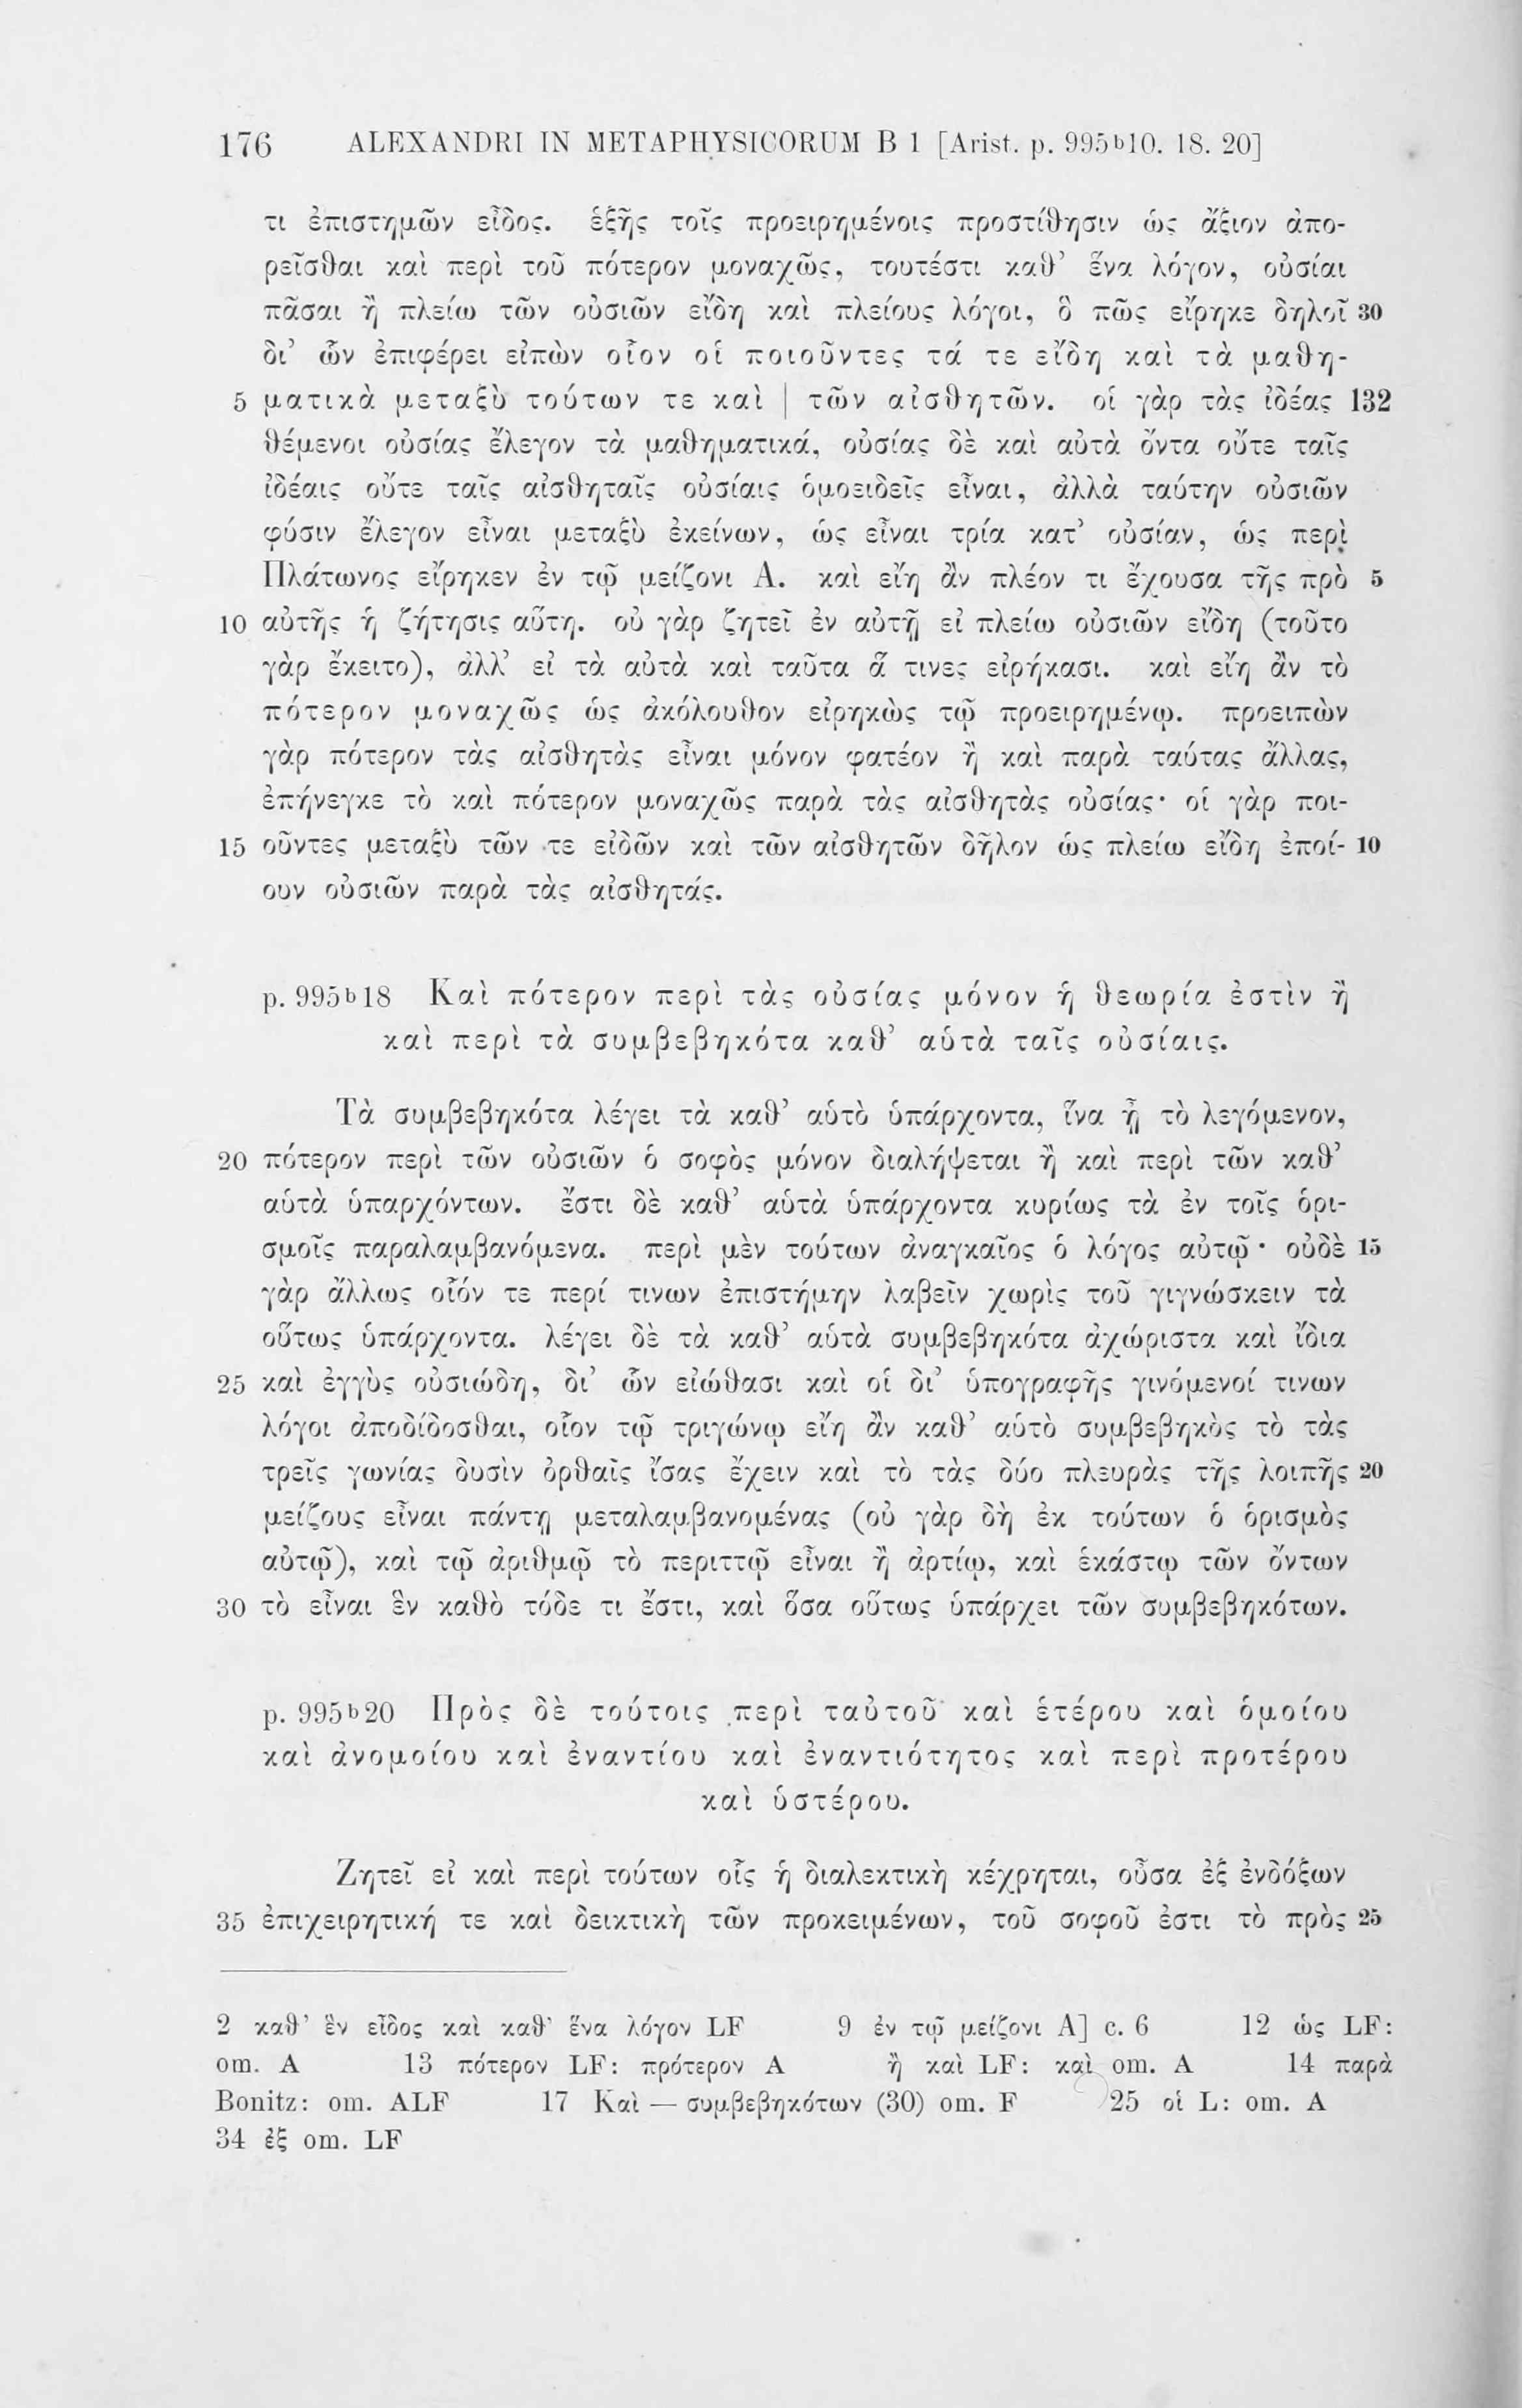 176 ALEXANDRI IN METAPHYSICORUM B 1 [Arist. p. 995b10. 18. 20]
τι ἐπιστημῶν εἶδος. ἑξῆς τοῖς προειρημένοις προστίθησιν ὡς ἄξιον ἀπο-
ρεῖσθαι καὶ περὶ τοῦ πότερον μοναχῶς, τουτέστι καθ’ ἕνα λόγον, οὐσίαι
πᾶσαι ἢ πλείω τῶν οὐσιῶν εἴδη καὶ πλείους λόγοι, ὃ πῶς εἴρηκε δηλοῖ 30
δι’ ὧν ἐπιφέρει εἰπὼν οἷον οἱ ποιοῦντες τά τε εἴδη καὶ τὰ μαθη-
5 ματικὰ μεταξὺ τούτων τε καὶ | τῶν αἰσθητῶν. οἱ γὰρ τὰς ἰδέας 132
θέμενοι οὐσίας ἔλεγον τὰ μαθηματικά, οὐσίας δὲ καὶ αὐτὰ ὄντα οὔτε ταῖς
ἰδέαις οὔτε ταῖς αἰσθηταῖς οὐσίαις ὁμοειδεῖς εἶναι, ἀλλὰ ταύτην οὐσιῶν
φύσιν ἔλεγον εἶναι μεταξὺ ἐκείνων, ὡς εἶναι τρία κατ’ οὐσίαν, ὡς περὶ
Πλάτωνος εἴρηκεν ἐν τῷ μείζονι Α. καὶ εἴη ἂν πλέον τι ἔχουσα τῆς πρὸ 5
10 αὐτῆς ἡ ζήτησις αὕτη. οὐ γὰρ ζητεῖ ἐν αὐτῇ εἰ πλείω οὐσιῶν εἴδη (τοῦτο
γὰρ ἔκειτο), ἀλλ’ εἰ τὰ αὐτὰ καὶ ταῦτα ἅ τινες εἰρήκασι. καὶ εἴη ἂν τὸ
πότερον μοναχῶς ὡς ἀκόλουθον εἰρηκὼς τῷ προειρημένῳ. προειπὼν
γὰρ πότερον τὰς αἰσθητὰς εἶναι μόνον φατέον ἢ καὶ παρὰ ταύτας ἄλλας,
ἐπήνεγκε τὸ καὶ πότερον μοναχῶς παρὰ τὰς αἰσθητὰς οὐσίας· οἱ γὰρ ποι-
15 οῦντες μεταξὺ τῶν τε εἰδῶν καὶ τῶν αἰσθητῶν δῆλον ὡς πλείω εἴδη ἐποί- 10
ουν οὐσιῶν παρὰ τὰς αἰσθητάς.
p. 995b18 Καὶ πότερον περὶ τὰς οὐσίας μόνον ἡ θεωρία ἐστὶν ἢ
καὶ περὶ τὰ συμβεβηκότα καθ’ αὑτὰ ταῖς οὐσίαις.
Τὰ συμβεβηκότα λέγει τὰ καθ’ αὑτὸ ὑπάρχοντα, ἵνα ᾖ τὸ λεγόμενον,
20 πότερον περὶ τῶν οὐσιῶν ὁ σοφὸς μόνον διαλήψεται ἢ καὶ περὶ τῶν καθ’
αὑτὰ ὑπαρχόντων. ἔστι δὲ καθ’ αὑτὰ ὑπάρχοντα κυρίως τὰ ἐν τοῖς ὁρι-
σμοῖς παραλαμβανόμενα. περὶ μὲν τούτων ἀναγκαῖος ὁ λόγος αὐτῷ· οὐδὲ 15
γὰρ ἄλλως οἷόν τε περί τινων ἐπιστήμην λαβεῖν χωρὶς τοῦ γιγνώσκειν τὰ
οὕτως ὑπάρχοντα. λέγει δὲ τὰ καθ’ αὑτὰ συμβεβηκότα ἀχώριστα καὶ ἴδια
25 καὶ ἐγγὺς οὐσιώδη, δι’ ὧν εἰώθασι καὶ οἱ δι’ ὑπογραφῆς γινόμενοί τινων
λόγοι ἀποδίδοσθαι, οἷον τῷ τριγώνῳ εἴη ἂν καθ’ αὑτὸ συμβεβηκὸς τὸ τὰς
τρεῖς γωνίας δυσὶν ὀρθαῖς ἴσας ἔχειν καὶ τὸ τὰς δύο πλευρὰς τῆς λοιπῆς 20
μείζους εἶναι πάντῃ μεταλαμβανομένας (οὐ γὰρ δὴ ἐκ τούτων ὁ ὁρισμὸς
αὐτῷ), καὶ τῷ ἀριθμῷ τὸ περιττῷ εἶναι ἢ ἀρτίῳ, καὶ ἑκάστῳ τῶν ὄντων
30 τὸ εἶναι ἓν καθὸ τόδε τι ἔστι, καὶ ὅσα οὕτως ὑπάρχει τῶν συμβεβηκότων.
p. 995b20 Πρὸς δὲ τούτοις περὶ ταὐτοῦ καὶ ἑτέρου καὶ ὁμοίου
καὶ ἀνομοίου καὶ ἐναντίου καὶ ἐναντιότητος καὶ περὶ προτέρου
καὶ ὑστέρου.
Ζητεῖ εἰ καὶ περὶ τούτων οἷς ἡ διαλεκτικὴ κέχρηται, οὖσα ἐξ ἐνδόξων
35 ἐπιχειρητική τε καὶ δεικτικὴ τῶν προκειμένων, τοῦ σοφοῦ ἐστι τὸ πρὸς 25
2 καθ’ ἓν εἶδος καὶ καθ’ ἕνα λόγον LF 9 ἐν τῷ μείζονι Α] c. 6 12 ὡς LF:
om. A 13 πότερον LF: πρότερον A ἢ καὶ LF: καὶ om. A 14 παρὰ
Bonitz: om. ALF 17 Καὶ — συμβεβηκότων (30) om. F 25 οἱ L: om. A
34 ἐξ om. LF